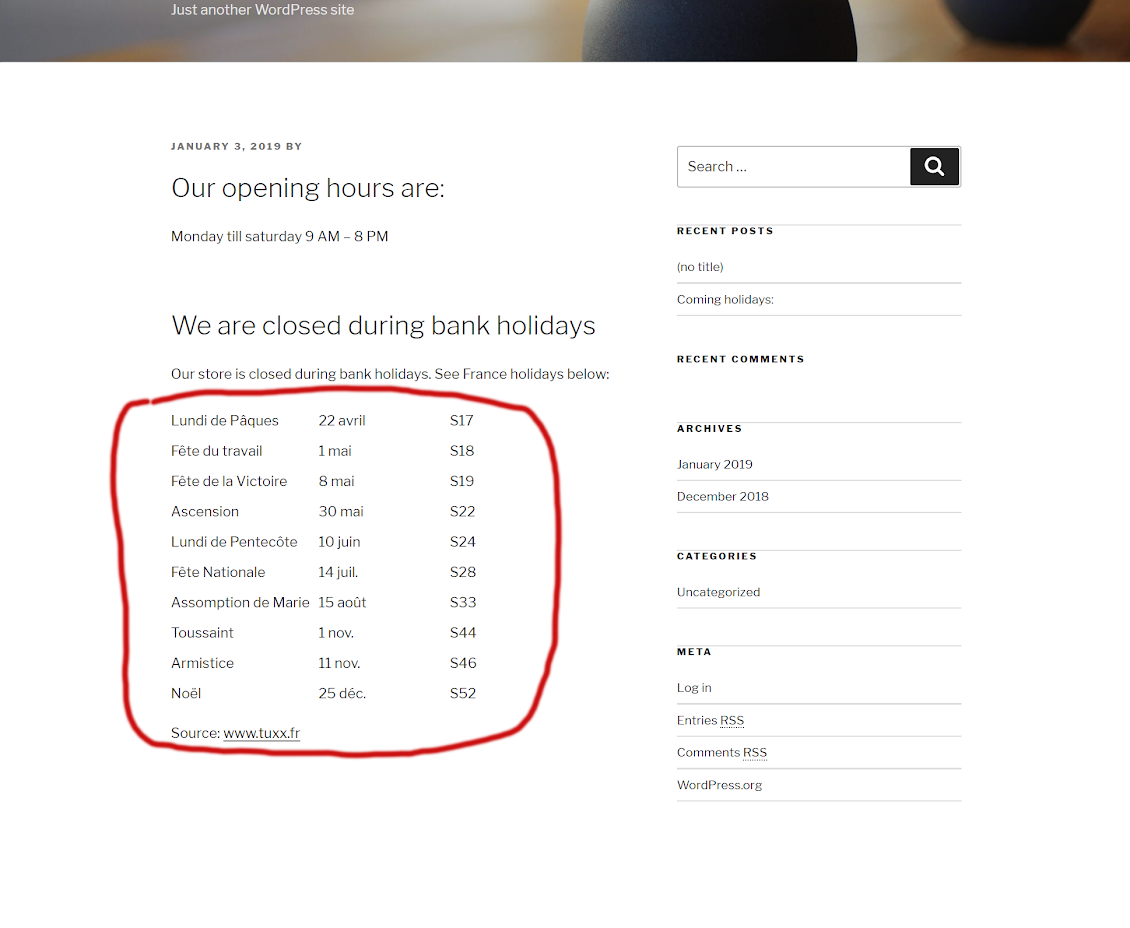 Just another WordPress site
JANUARY 3, 2019 BY
Our opening hours are:
Monday till saturday 9 AM – 8 PM
We are closed during bank holidays
Our store is closed during bank holidays. See France holidays below:
Lundi de Pâques 22 avril S17
Fête du travail 1 mai S18
Fête de la Victoire 8 mai S19
Ascension 30 mai S22
Lundi de Pentecôte 10 juin S24
Fête Nationale 14 juil. S28
Assomption de Marie 15 août S33
Toussaint 1 nov. S44
Armistice 11 nov. S46
Noël 25 déc. S52
Source: www.tuxx.fr
Search …
RECENT POSTS
(no title)
Coming holidays:
RECENT COMMENTS
ARCHIVES
January 2019
December 2018
CATEGORIES
Uncategorized
META
Log in
Entries RSS
Comments RSS
WordPress.org